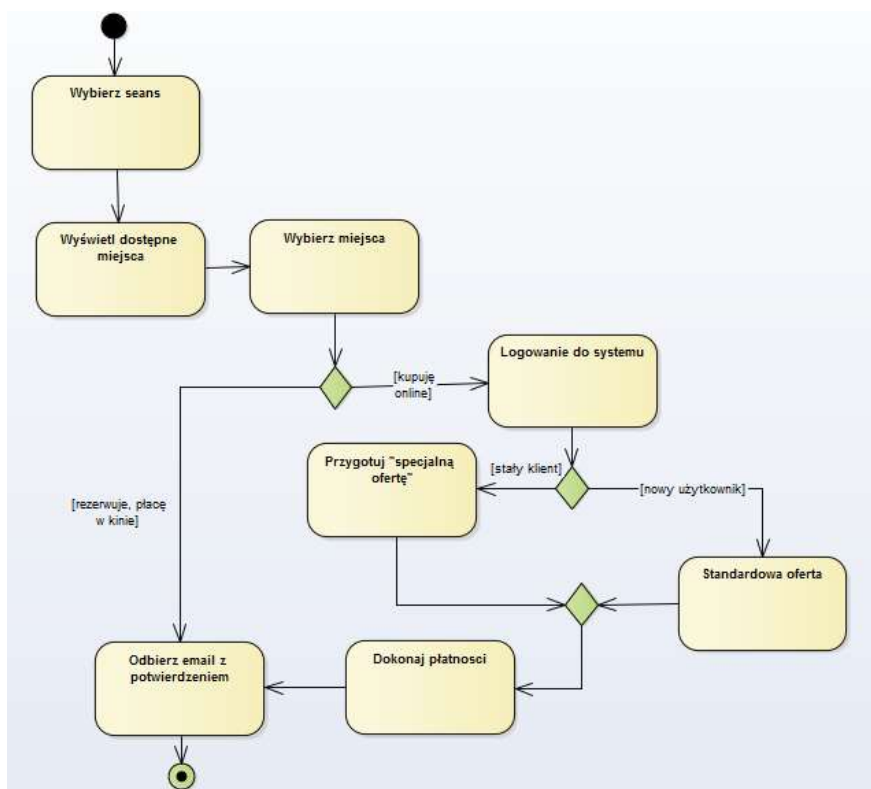 Wybierz seans
Wyświetl dostępne
miejsca
Wybierz miejsca
Logowanie do systemu
[kupuję
online]
Przygotuj "specjalną
ofertę"
[stały klient]
[nowy użytkownik]
[rezerwuje, płacę
w kinie]
Standardowa oferta
Odbierz email z
potwierdzeniem
Dokonaj płatnosci